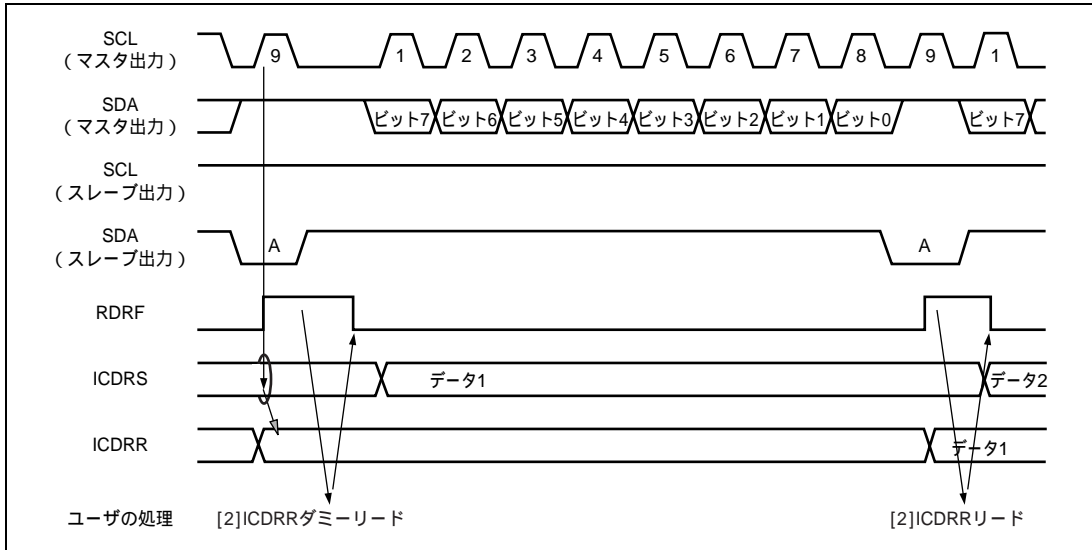 SCL
(マスタ出力)
9 1 2 3 4 5 6 7 8 9 1
SDA
(マスタ出力)
ビット7 ビット6 ビット5 ビット4 ビット3 ビット2 ビット1 ビット0 ビット7
SCL
(スレーブ出力)
SDA
(スレーブ出力)
A A
RDRF
ICDRS
データ1 データ2
ICDRR
データ1
ユーザの処理 [2]ICDRRダミーリード [2]ICDRRリード